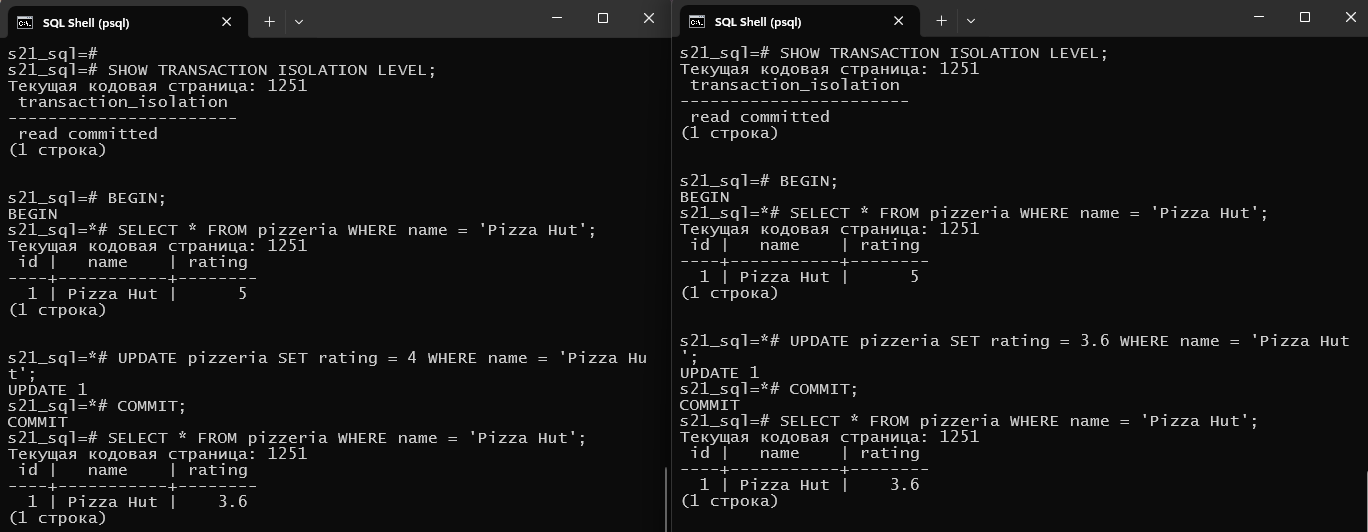 SQL Shell (psql)
s21_sql=#
s21_sql=# SHOW TRANSACTION ISOLATION LEVEL;
Текущая кодовая страница: 1251
 transaction_isolation
-----------------------
 read committed
(1 строка)
s21_sql=# BEGIN;
BEGIN
s21_sql=*# SELECT * FROM pizzeria WHERE name = 'Pizza Hut';
Текущая кодовая страница: 1251
 id |   name    | rating
----+-----------+--------
  1 | Pizza Hut |      5
(1 строка)
s21_sql=*# UPDATE pizzeria SET rating = 4 WHERE name = 'Pizza Hu
t';
UPDATE 1
s21_sql=*# COMMIT;
COMMIT
s21_sql=# SELECT * FROM pizzeria WHERE name = 'Pizza Hut';
Текущая кодовая страница: 1251
 id |   name    | rating
----+-----------+--------
  1 | Pizza Hut |    3.6
(1 строка)
SQL Shell (psql)
s21_sql=# SHOW TRANSACTION ISOLATION LEVEL;
Текущая кодовая страница: 1251
 transaction_isolation
-----------------------
 read committed
(1 строка)
s21_sql=# BEGIN;
BEGIN
s21_sql=*# SELECT * FROM pizzeria WHERE name = 'Pizza Hut';
Текущая кодовая страница: 1251
 id |   name    | rating
----+-----------+--------
  1 | Pizza Hut |      5
(1 строка)
s21_sql=*# UPDATE pizzeria SET rating = 3.6 WHERE name = 'Pizza Hut
';
UPDATE 1
s21_sql=*# COMMIT;
COMMIT
s21_sql=# SELECT * FROM pizzeria WHERE name = 'Pizza Hut';
Текущая кодовая страница: 1251
 id |   name    | rating
----+-----------+--------
  1 | Pizza Hut |    3.6
(1 строка)